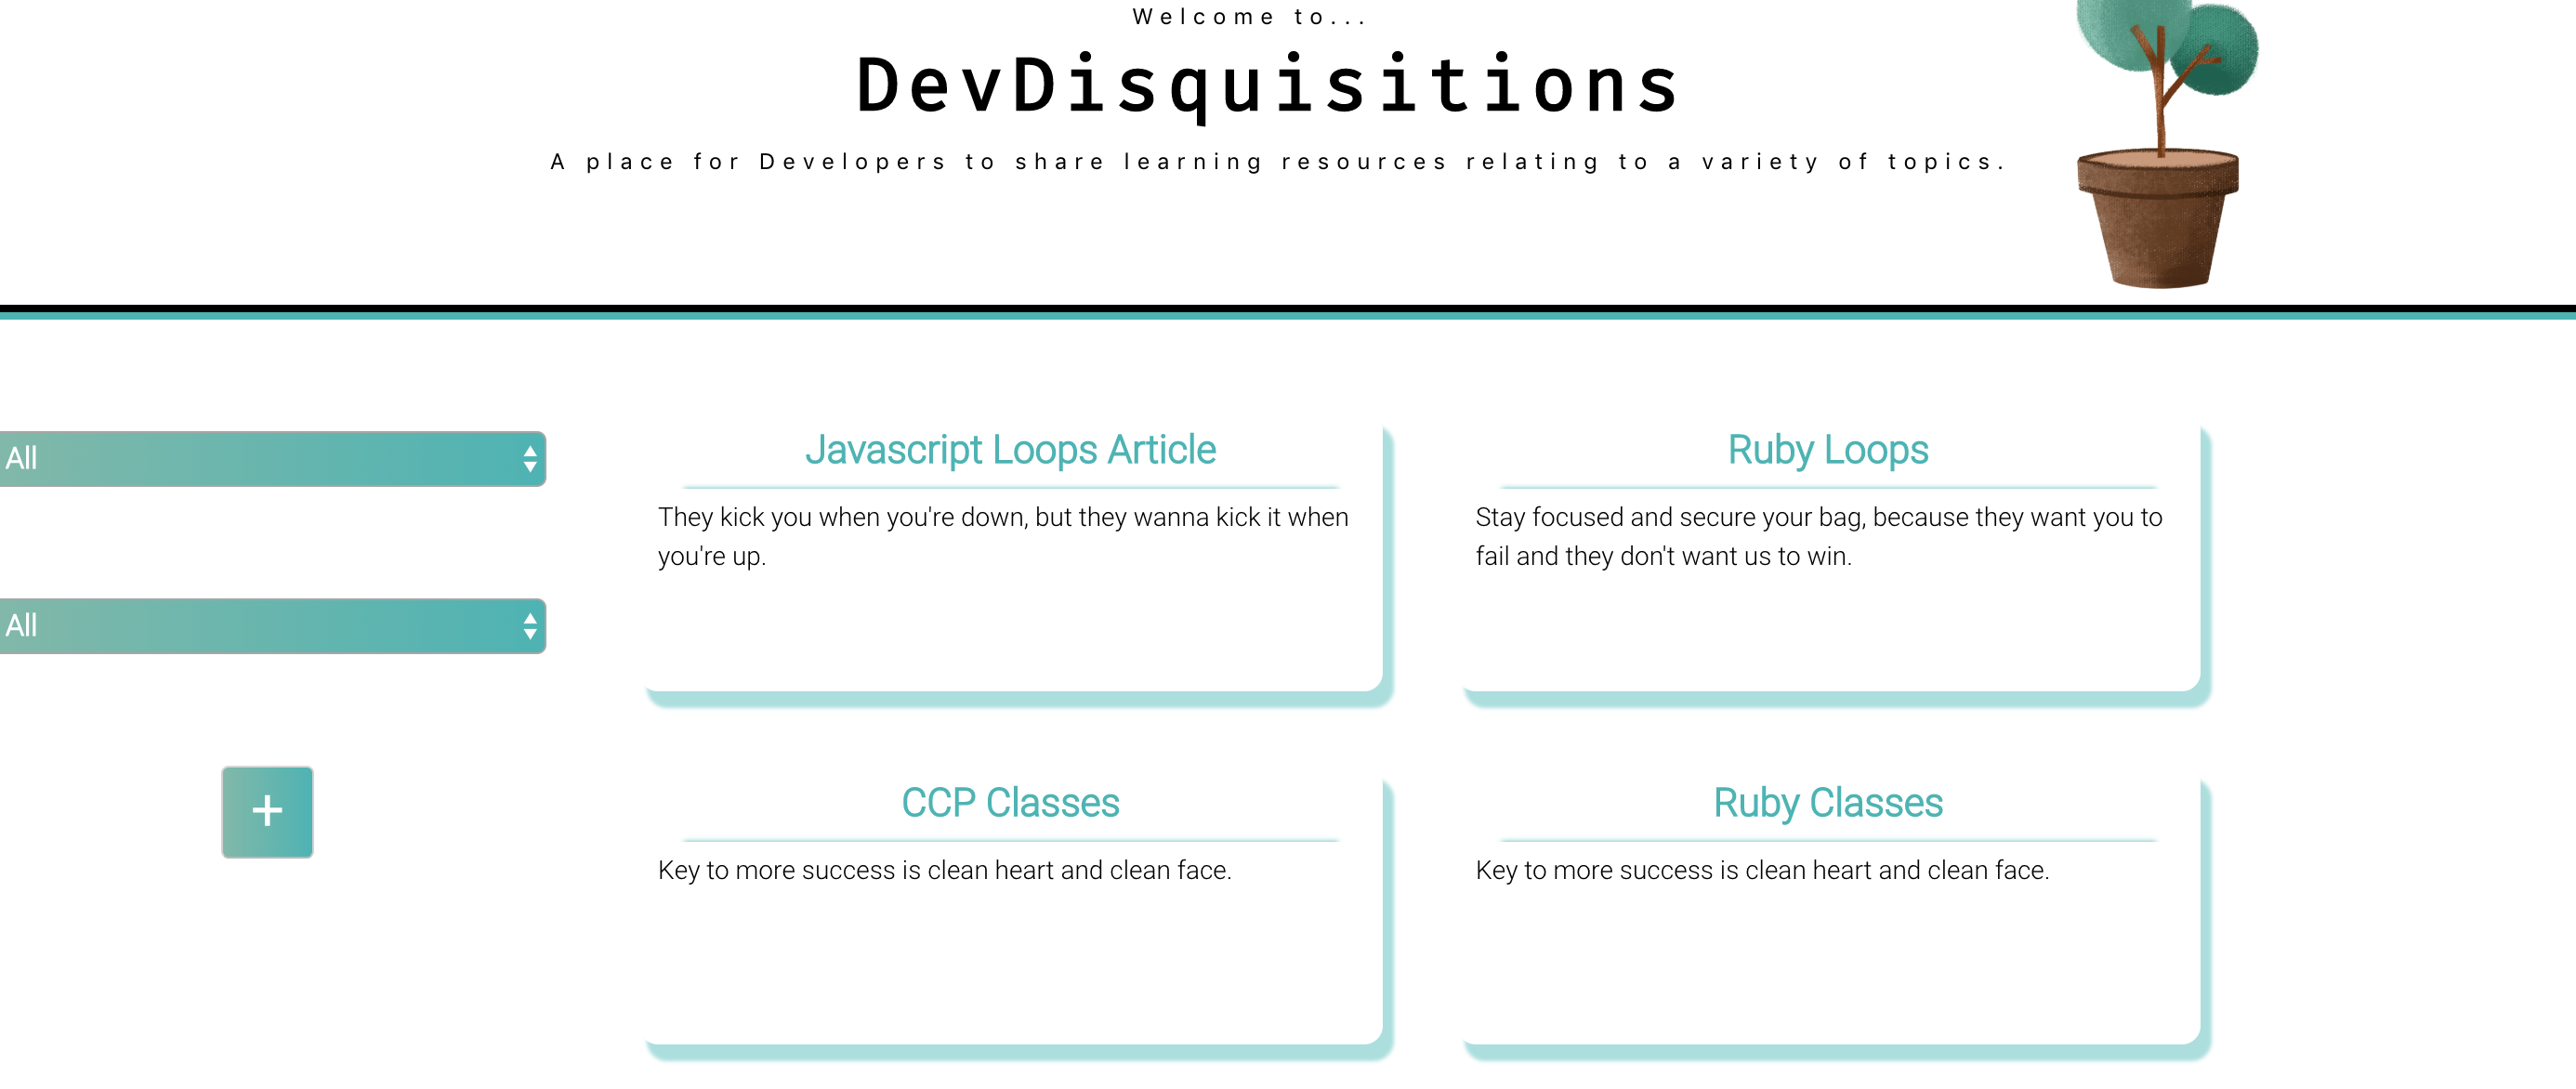 Welcome to...
DevDisquisitions
A place for Developers to share learning resources relating to a variety of topics.
All
All
+
Javascript Loops Article
They kick you when you're down, but they wanna kick it when
you're up.
Ruby Loops
Stay focused and secure your bag, because they want you to
fail and they don't want us to win.
CCP Classes
Key to more success is clean heart and clean face.
Ruby Classes
Key to more success is clean heart and clean face.